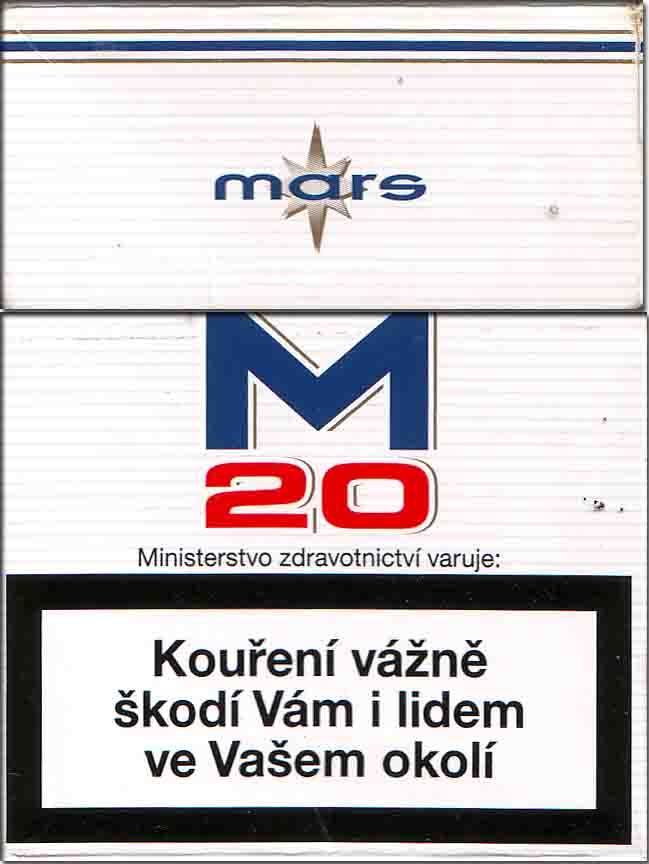 mars
M
20
Ministerstvo zdravotnictví varuje:
Kouření vážně
škodí Vám i lidem
ve Vašem okolí